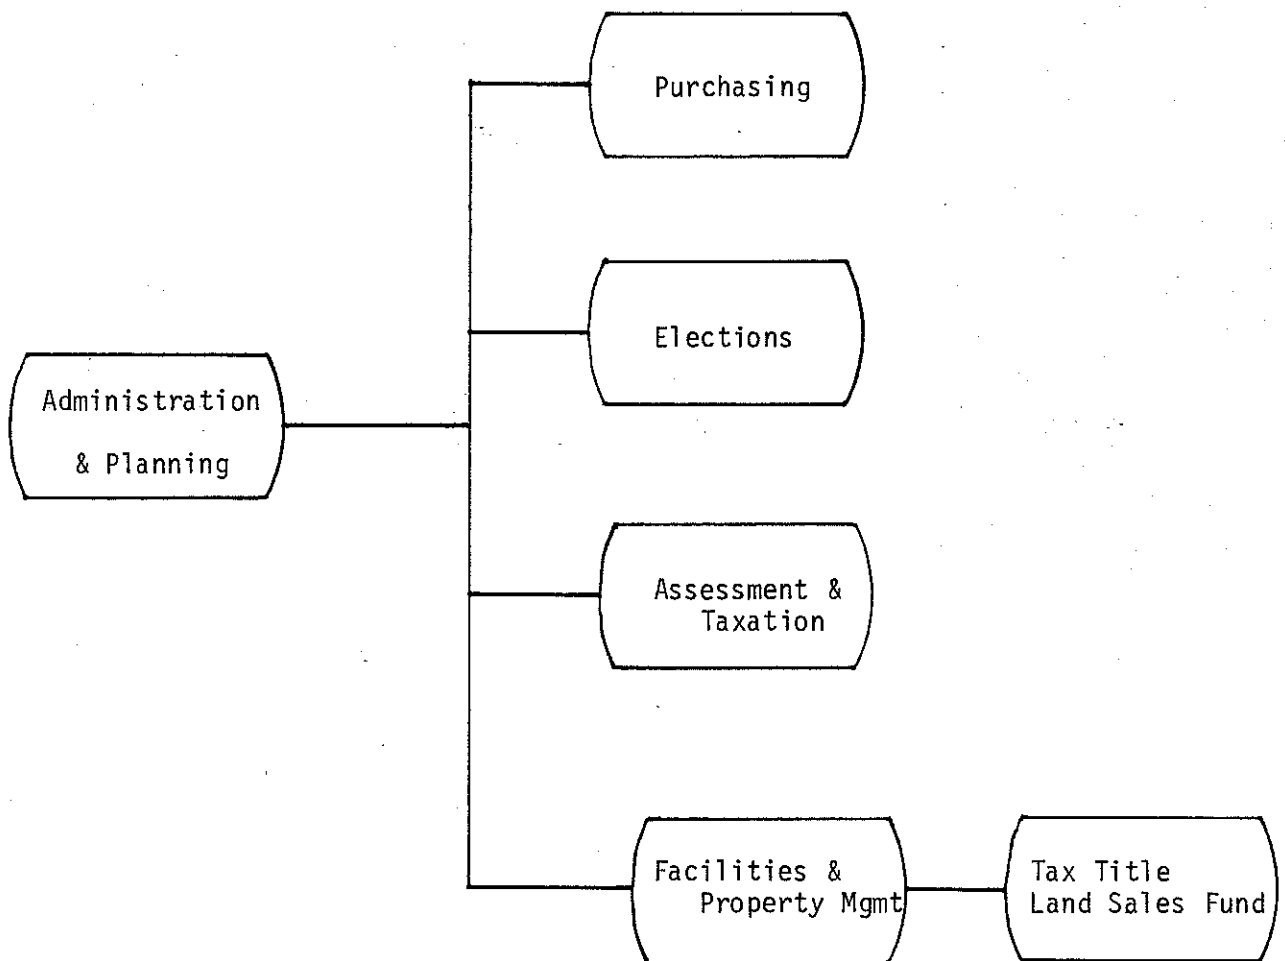 Purchasing
Elections
Administration
& Planning
Assessment &
Taxation
Facilities &
Property Mgmt
Tax Title
Land Sales Fund